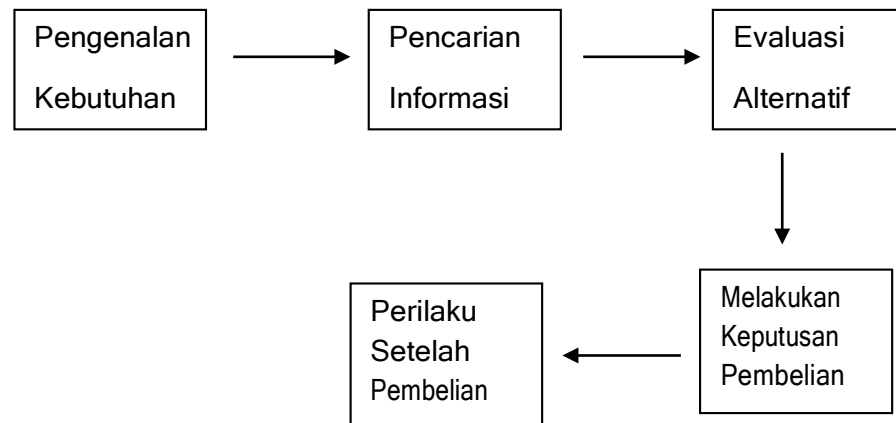 Pengenalan
Kebutuhan
Pencarian
Informasi
Evaluasi
Alternatif
Melakukan
Keputusan
Pembelian
Perilaku
Setelah
Pembelian